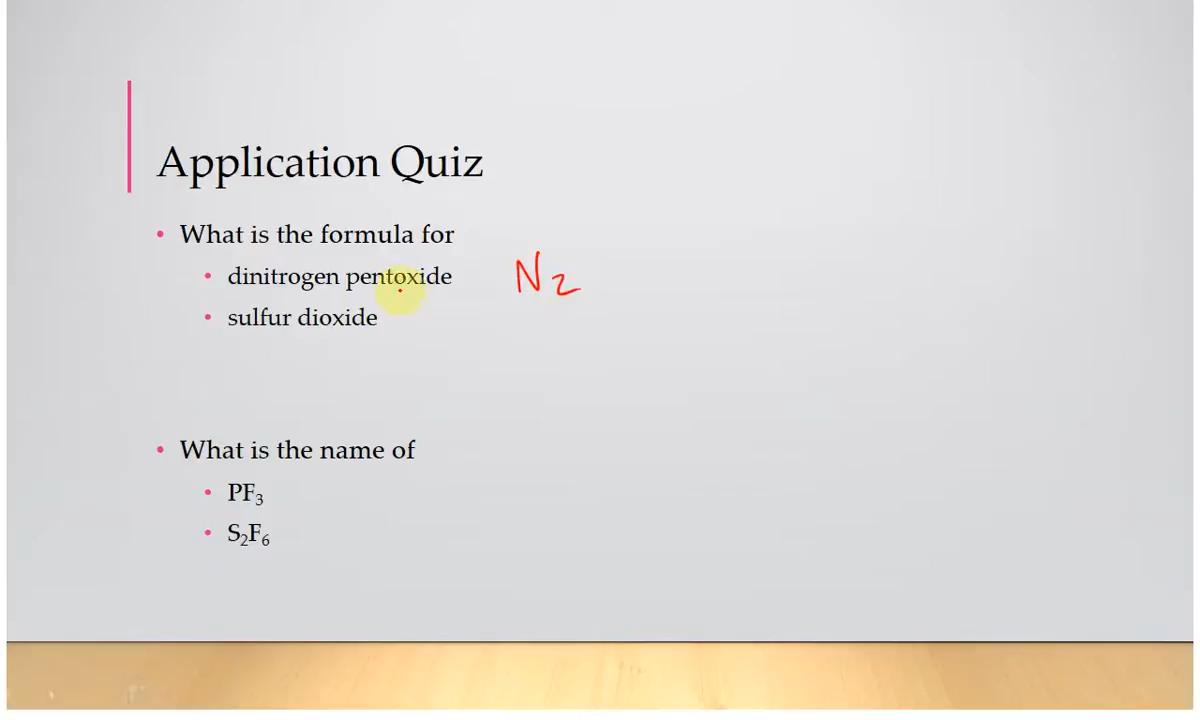 Application Quiz
• What is the formula for
• dinitrogen pentoxide N₂
• sulfur dioxide
• What is the name of
• PF₃
• S₂F₆